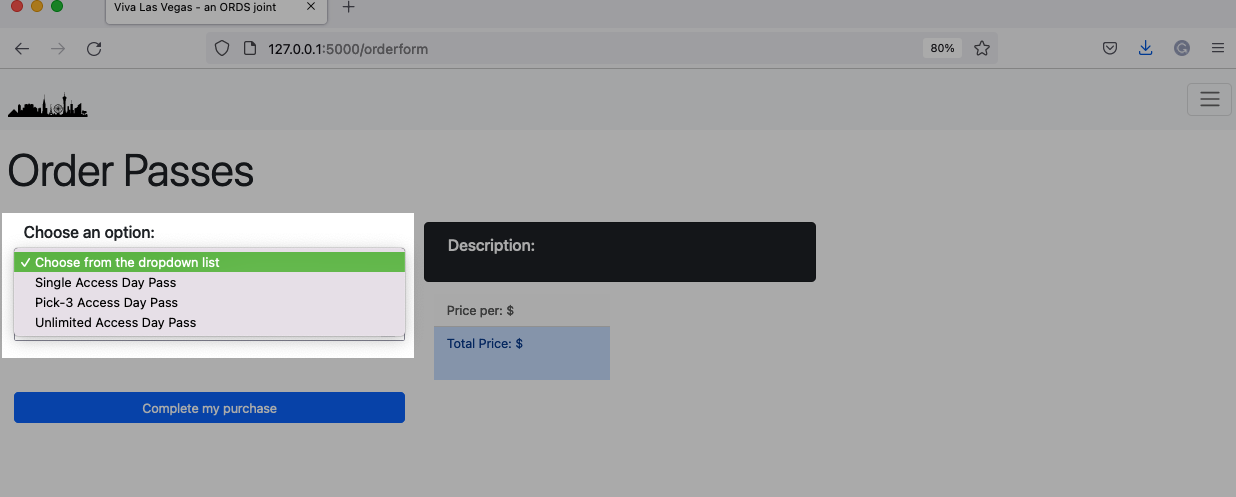 Viva Las Vegas - an ORDS joint
127.0.0.1:5000/orderform
80%
Order Passes
Choose an option:
✓ Choose from the dropdown list
Single Access Day Pass
Pick-3 Access Day Pass
Unlimited Access Day Pass
Description:
Price per: $
Total Price: $
Complete my purchase